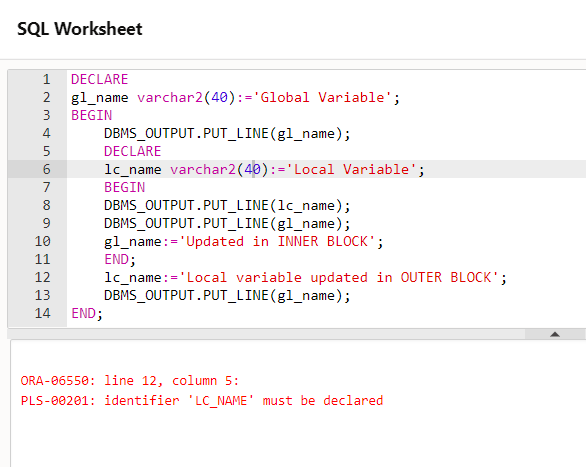 SQL Worksheet
1 DECLARE
2 gl_name varchar2(40):='Global Variable';
3 BEGIN
4 DBMS_OUTPUT.PUT_LINE(gl_name);
5 DECLARE
6 lc_name varchar2(40):='Local Variable';
7 BEGIN
8 DBMS_OUTPUT.PUT_LINE(lc_name);
9 DBMS_OUTPUT.PUT_LINE(gl_name);
10 gl_name:='Updated in INNER BLOCK';
11 END;
12 lc_name:='Local variable updated in OUTER BLOCK';
13 DBMS_OUTPUT.PUT_LINE(gl_name);
14 END;
ORA-06550: line 12, column 5:
PLS-00201: identifier 'LC_NAME' must be declared